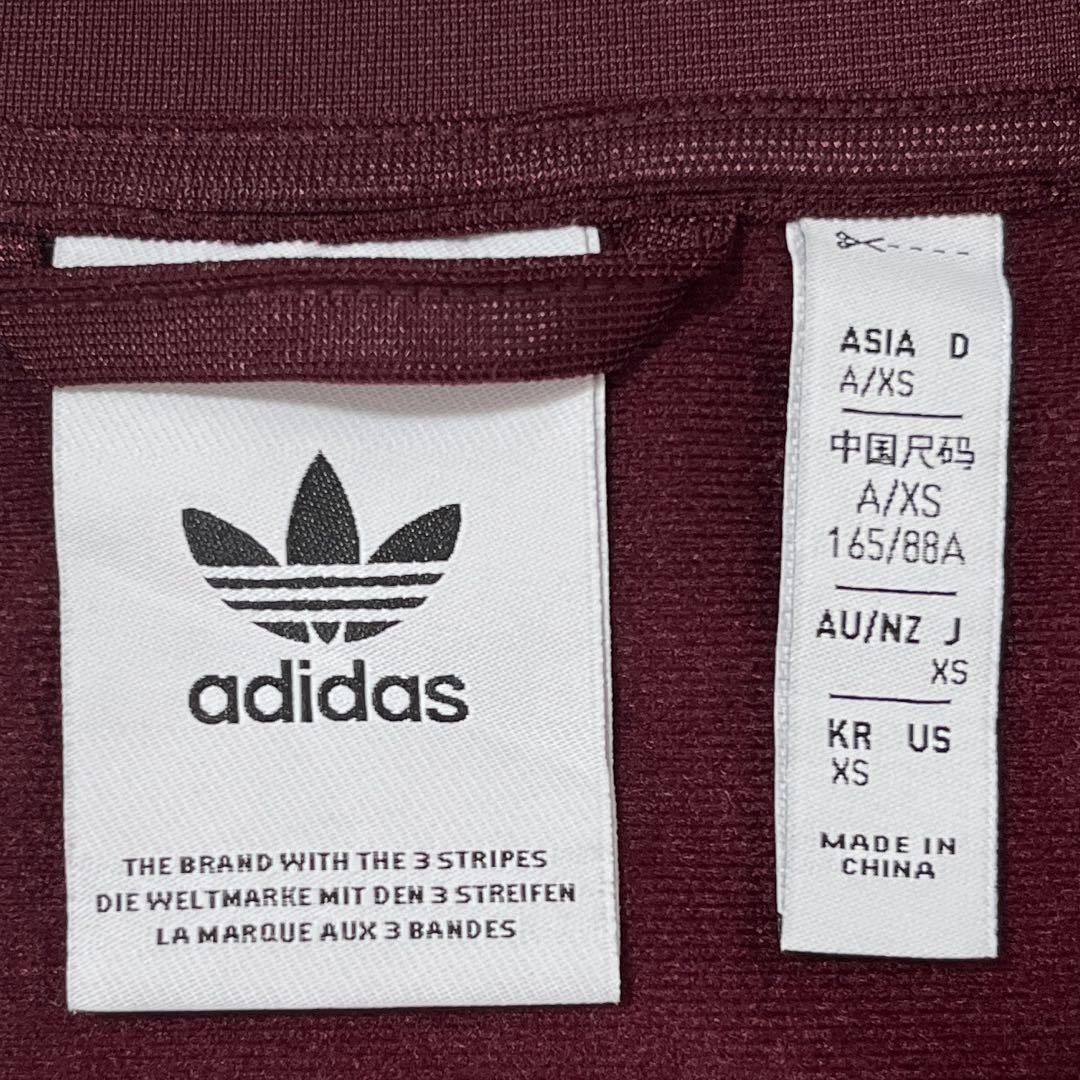 adidas
THE BRAND WITH THE 3 STRIPES
DIE WELTMARKE MIT DEN 3 STREIFEN
LA MARQUE AUX 3 BANDES
ASIA D
A/XS
中国尺码
A/XS
165/88A
AU/NZ J
XS
KR US
XS
MADE IN
CHINA